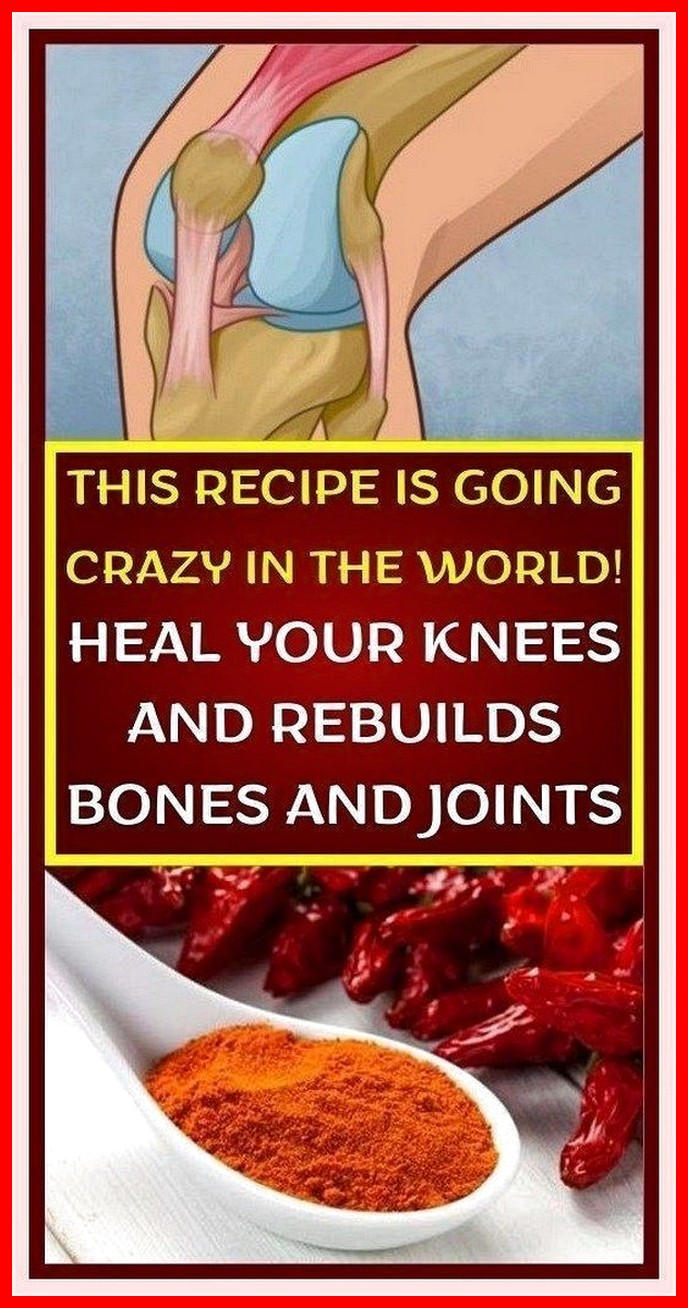 THIS RECIPE IS GOING
CRAZY IN THE WORLD!
HEAL YOUR KNEES
AND REBUILDS
BONES AND JOINTS